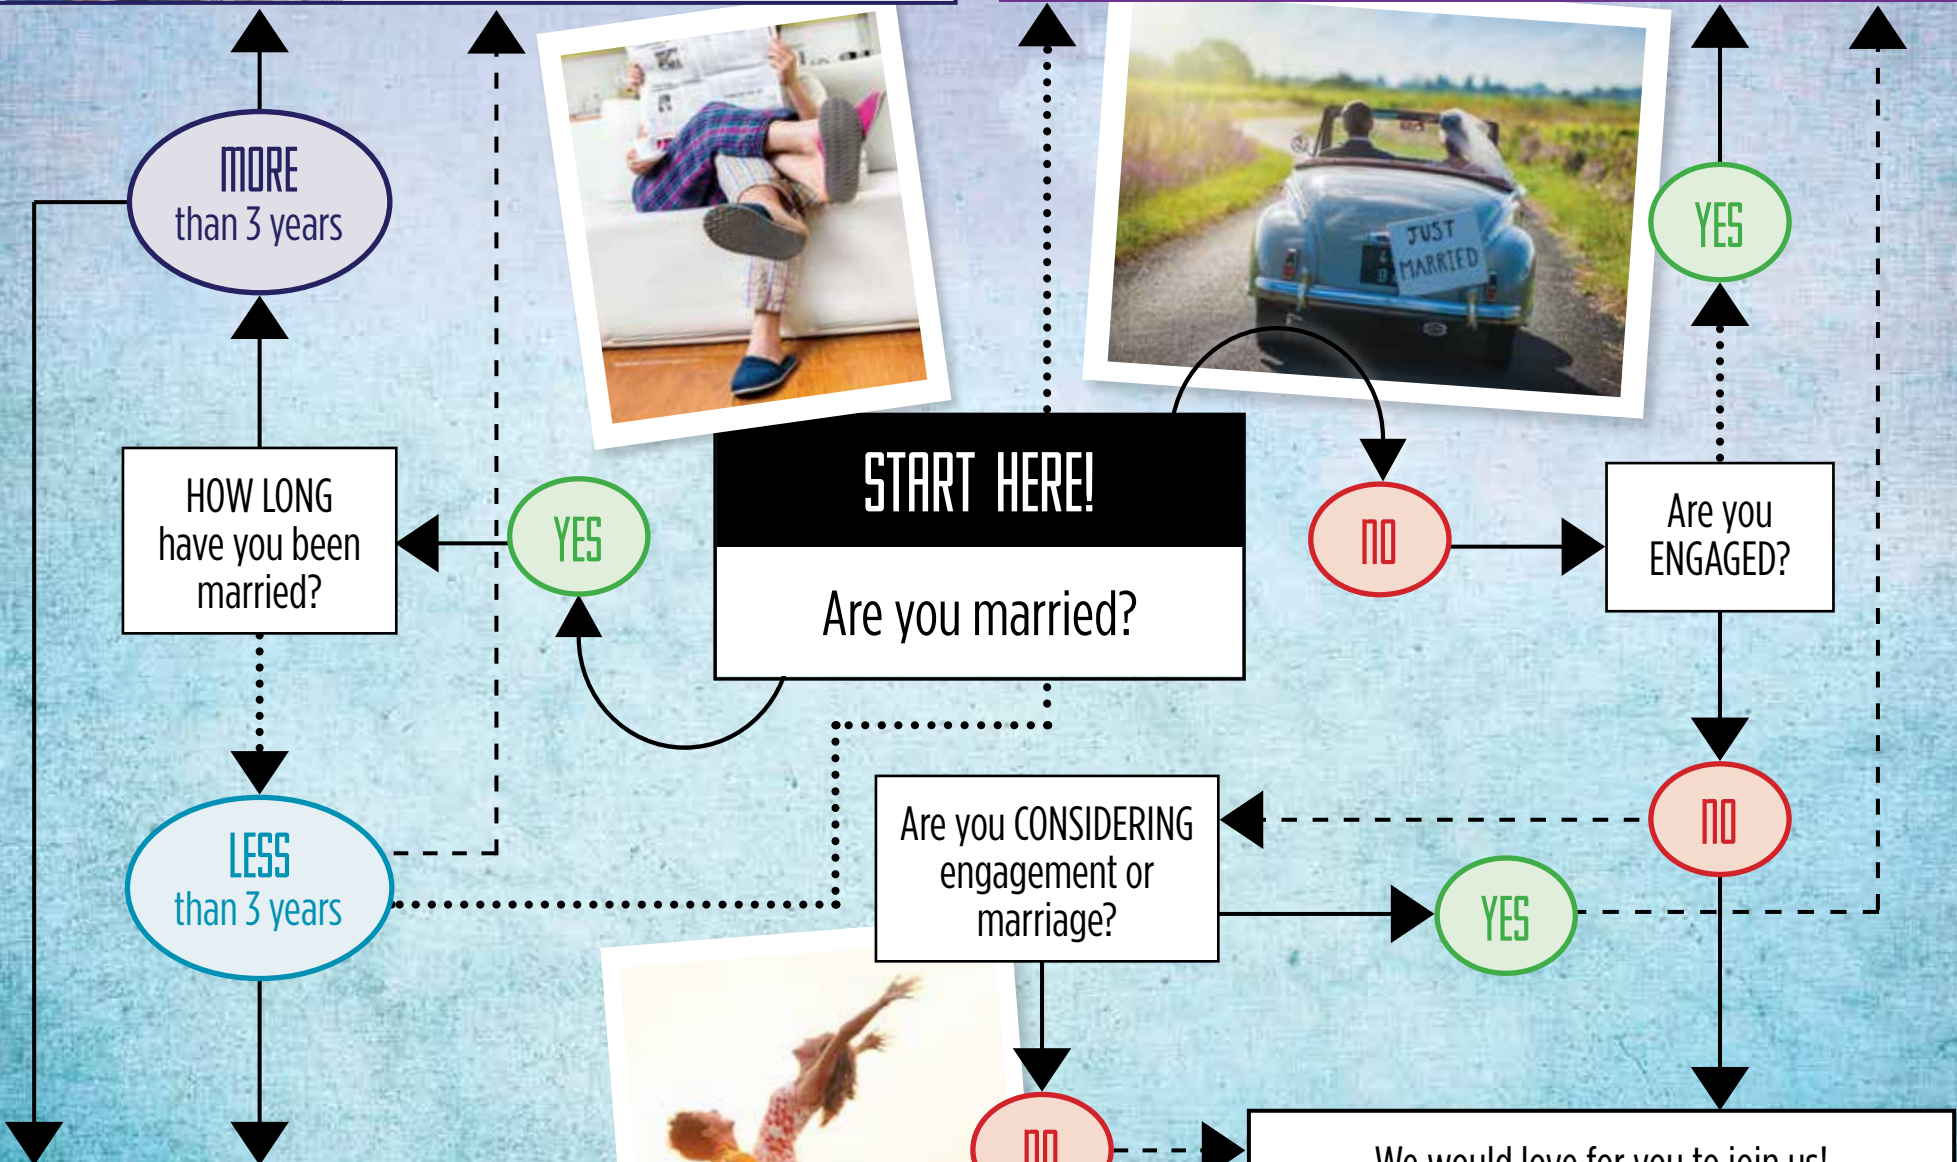 MORE
than 3 years
JUST
MARRIED
YES
HOW LONG
have you been
married?
YES
START HERE!
Are you married?
NO
Are you
ENGAGED?
LESS
than 3 years
Are you CONSIDERING
engagement or
marriage?
NO
YES
NO
We would love for you to join us!